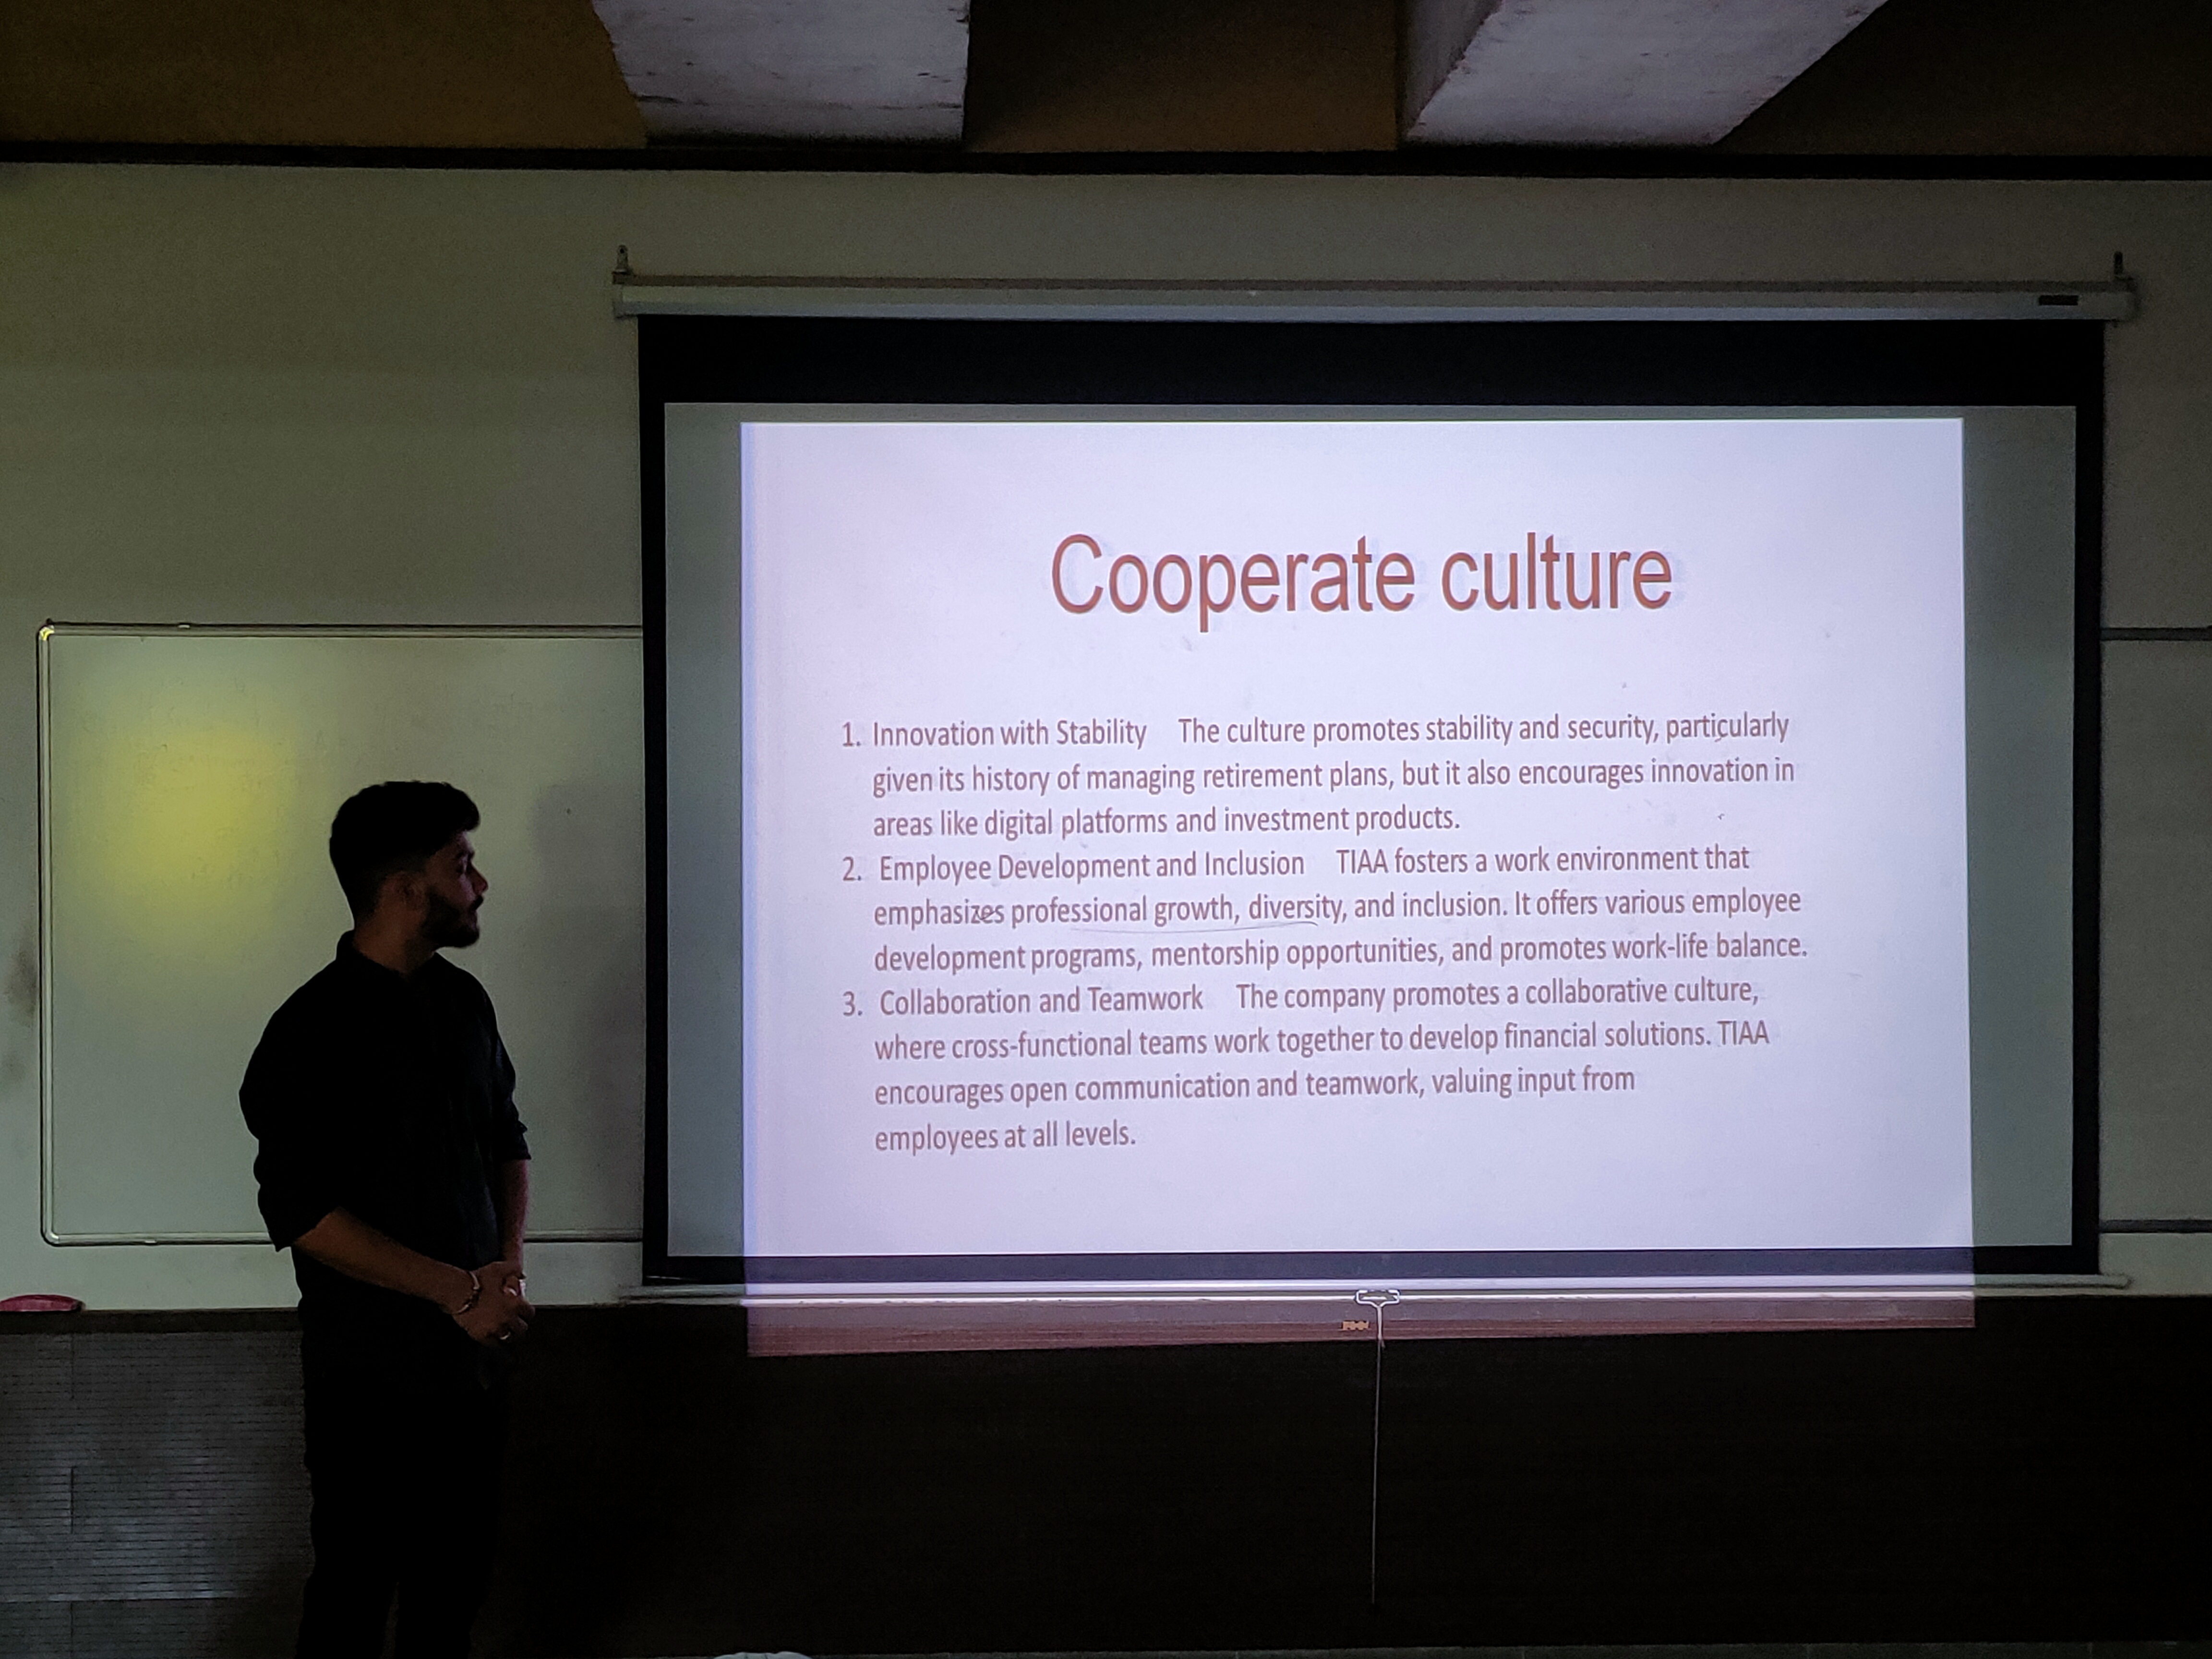 Cooperate culture
1. Innovation with Stability The culture promotes stability and security, particularly
given its history of managing retirement plans, but it also encourages innovation in
areas like digital platforms and investment products.
2. Employee Development and Inclusion TIAA fosters a work environment that
emphasizes professional growth, diversity, and inclusion. It offers various employee
development programs, mentorship opportunities, and promotes work-life balance.
3. Collaboration and Teamwork The company promotes a collaborative culture,
where cross-functional teams work together to develop financial solutions. TIAA
encourages open communication and teamwork, valuing input from
employees at all levels.